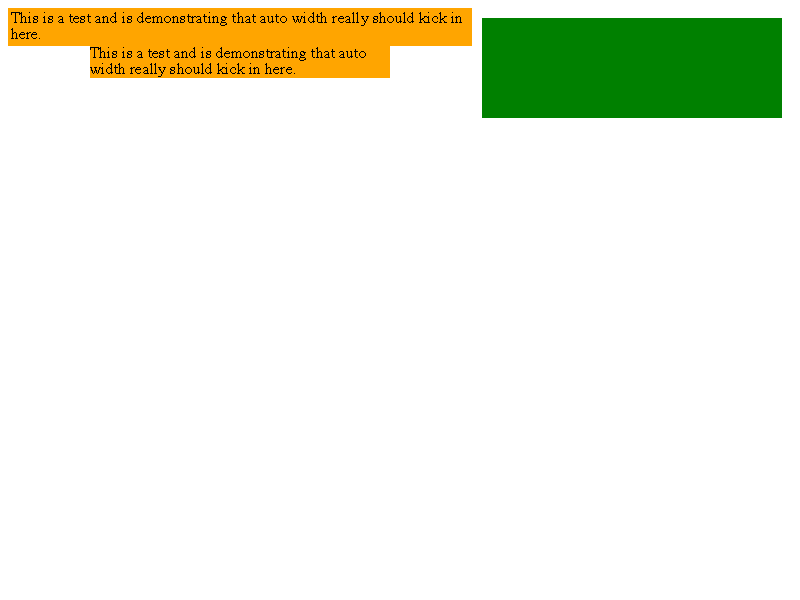 This is a test and is demonstrating that auto width really should kick in
here.
This is a test and is demonstrating that auto
width really should kick in here.